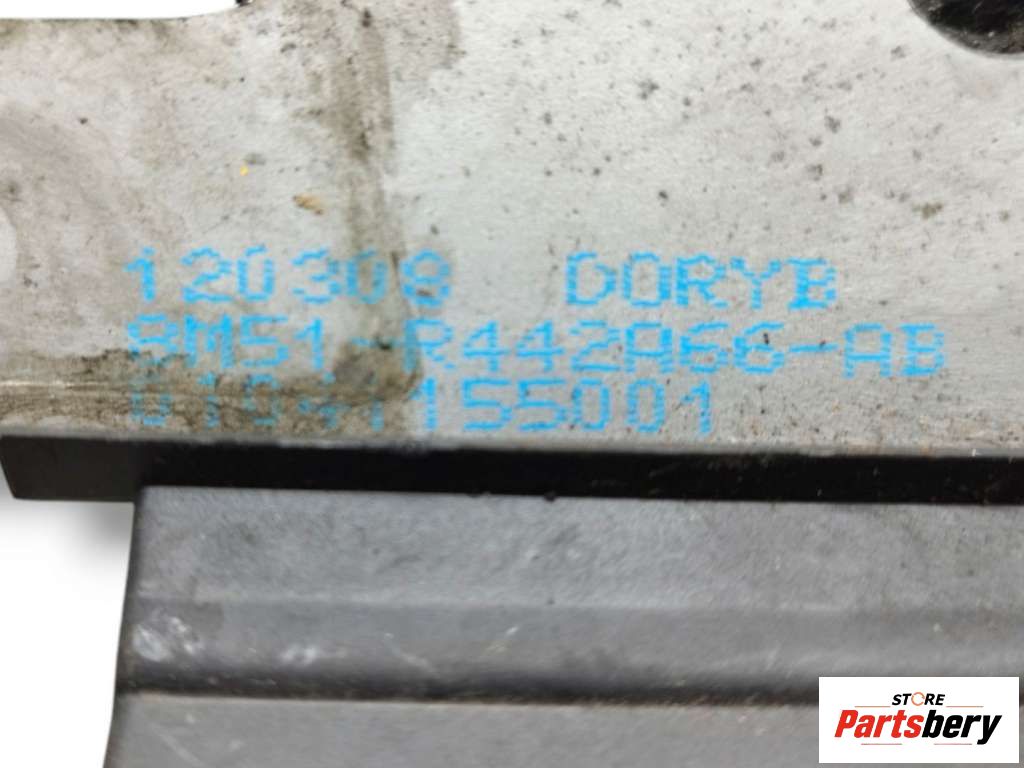 120308 DORYB
8M51-R442A66-AB
155001
STORE
Partsbery